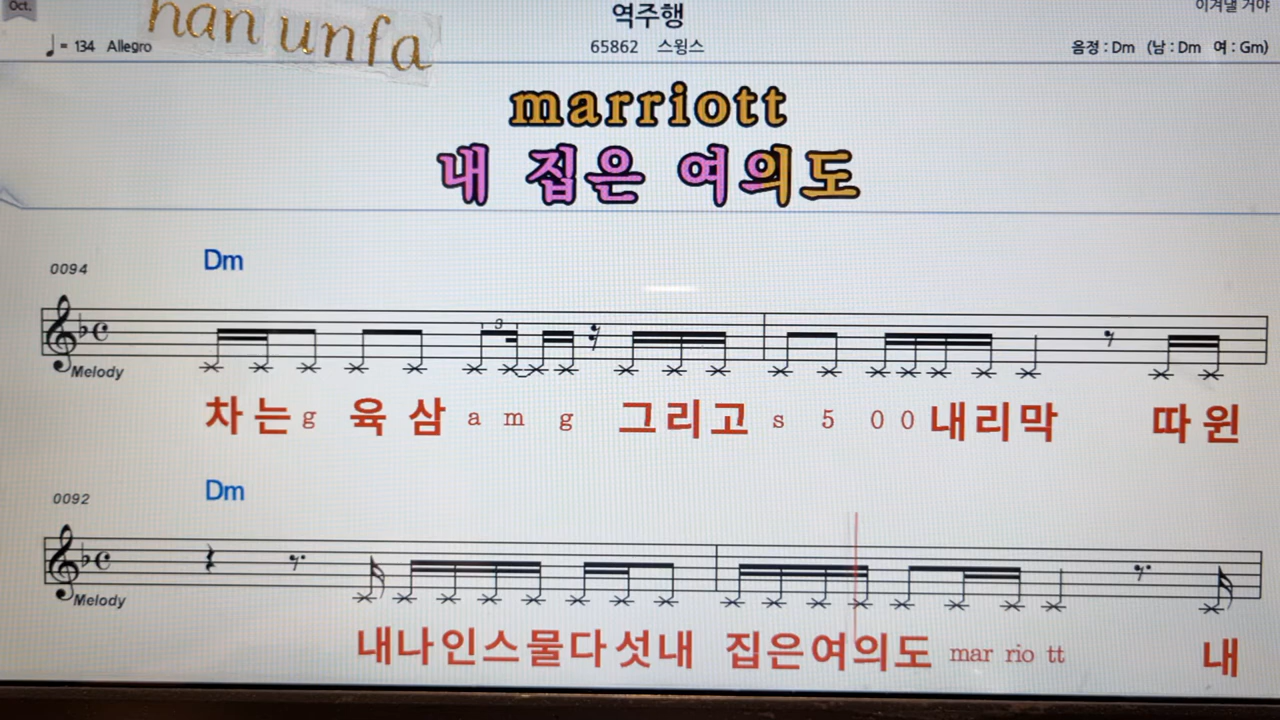 Oct.
han unfa
역주행
이겨낼 거야
♩= 134 Allegro
65862 스윙스
음정 : Dm (남 : Dm 여 : Gm)
marriott
내 집은 여의도
0094
Dm
3
Melody
차 는 g 육 삼 a m g 그리고 s 5 0 0 내리막 따 윈
0092
Dm
Melody
내나인스물다섯내 집은여의도 mar rio tt 내